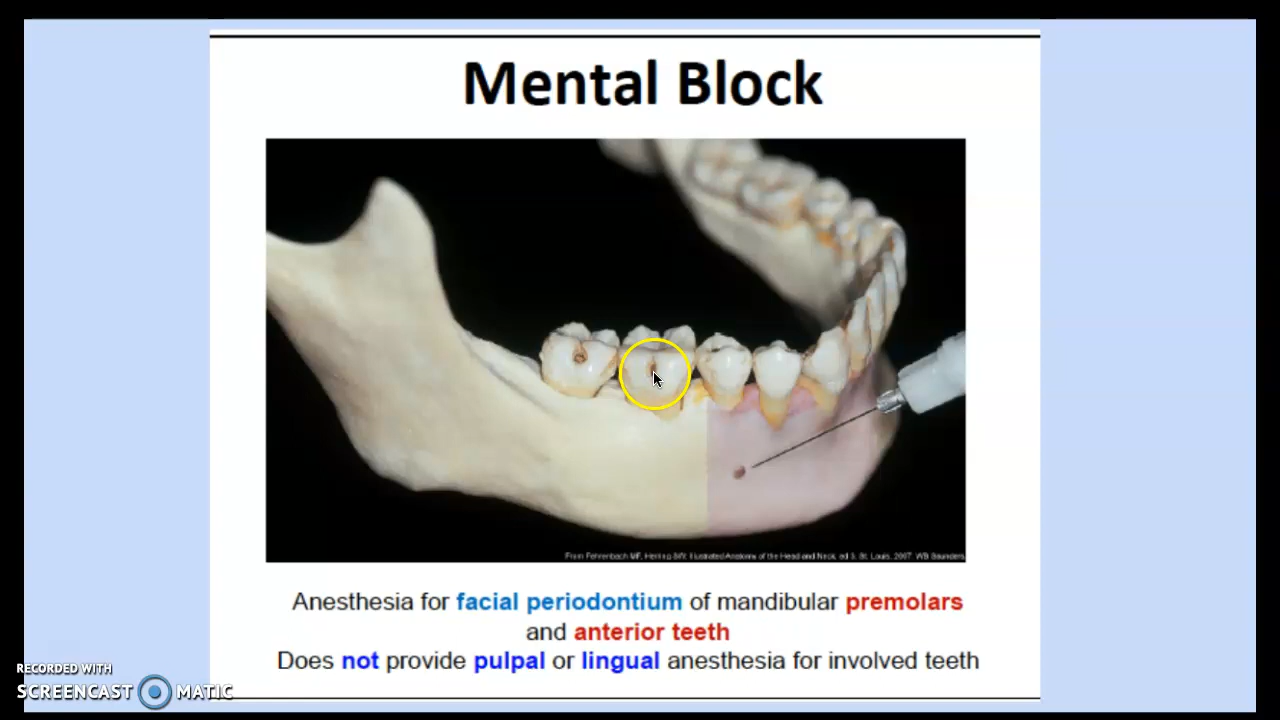 Mental Block
From Fehrenbach MF, Herring SW: Illustrated Anatomy of the Head and Neck, ed 3, St. Louis, 2007, WB Saunders.
Anesthesia for facial periodontium of mandibular premolars
and anterior teeth
Does not provide pulpal or lingual anesthesia for involved teeth
RECORDED WITH
SCREENCAST MATIC